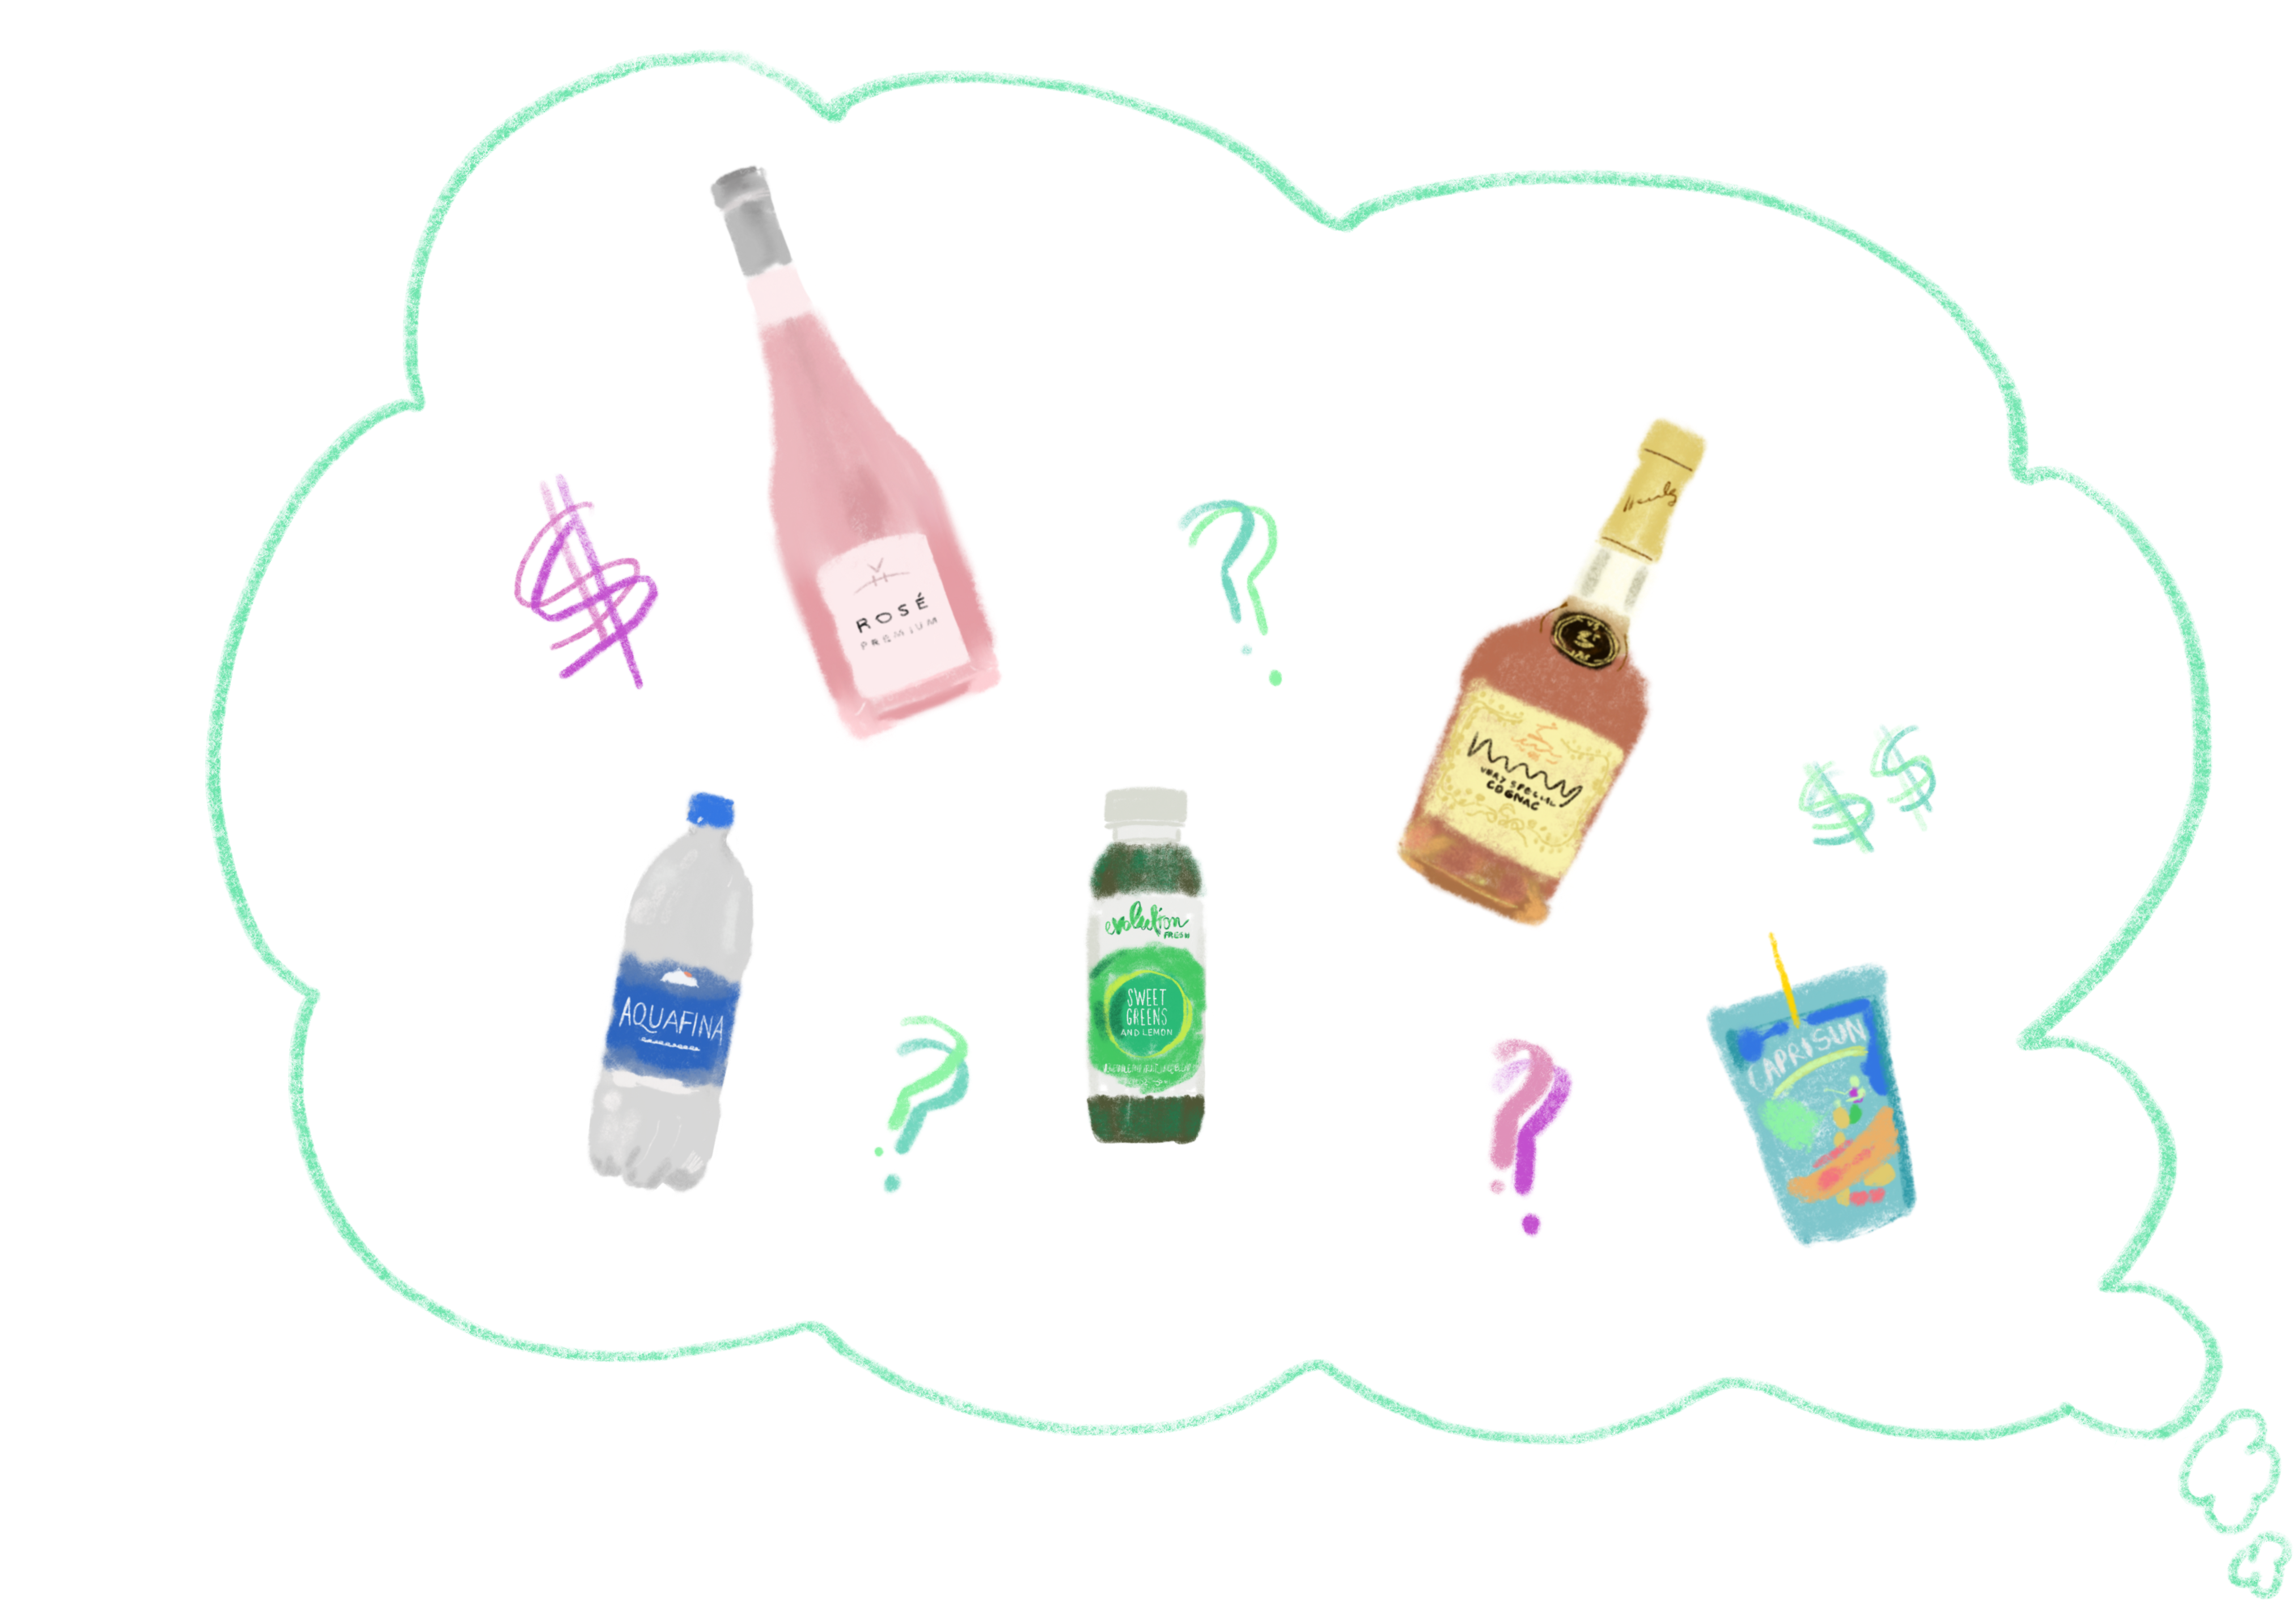 ROSÉ
PREMIUM
$
?
VERY SPECIAL
COGNAC
$ $
AQUAFINA
evolution
FRESH
SWEET
GREENS
AND LEMON
?
?
CAPRISUN